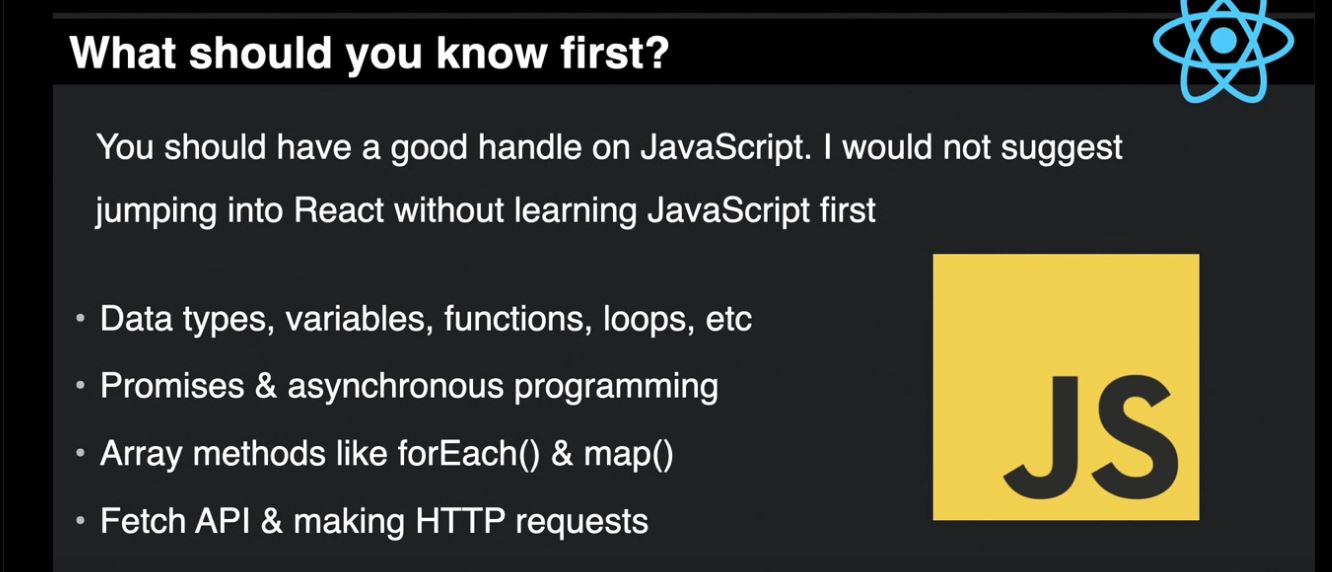 What should you know first?
You should have a good handle on JavaScript. I would not suggest
jumping into React without learning JavaScript first
• Data types, variables, functions, loops, etc
• Promises & asynchronous programming
• Array methods like forEach() & map()
• Fetch API & making HTTP requests
JS